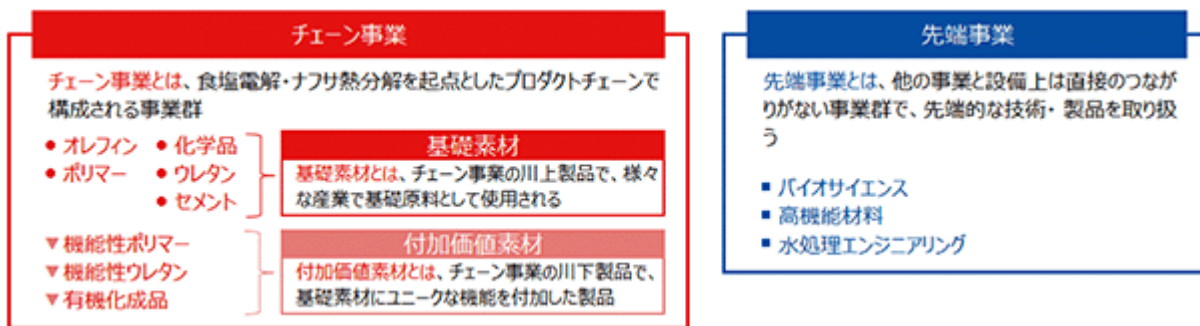 チェーン事業
チェーン事業とは、食塩電解・ナフサ熱分解を起点としたプロダクトチェーンで
構成される事業群
● オレフィン ● 化学品
● ポリマー ● ウレタン
● セメント
基礎素材
基礎素材とは、チェーン事業の川上製品で、様々
な産業で基礎原料として使用される
▼機能性ポリマー
▼機能性ウレタン
▼有機化成品
付加価値素材
付加価値素材とは、チェーン事業の川下製品で、
基礎素材にユニークな機能を付加した製品
先端事業
先端事業とは、他の事業と設備上は直接のつなが
りがない事業群で、先端的な技術・ 製品を取り扱
う
■ バイオサイエンス
■ 高機能材料
■ 水処理エンジニアリング